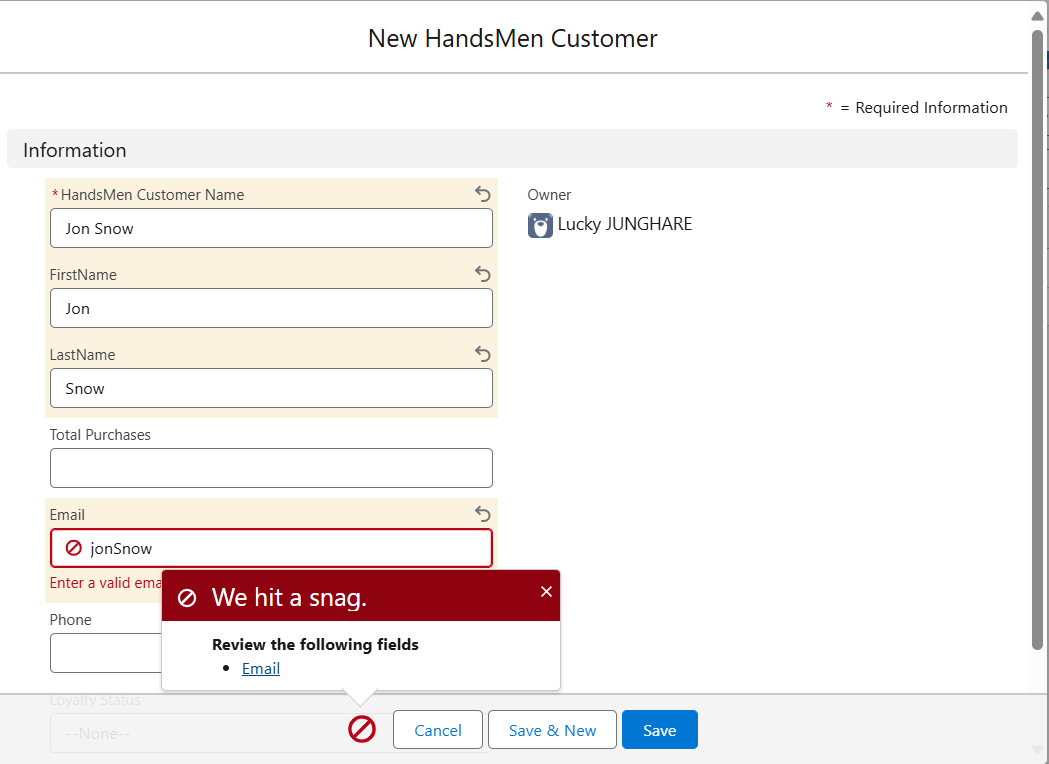 New HandsMen Customer
* = Required Information
Information
*HandsMen Customer Name
Jon Snow
Owner
Lucky JUNGHARE
FirstName
Jon
LastName
Snow
Total Purchases
Email
jonSnow
Enter a valid ema
We hit a snag.
Review the following fields
• Email
Phone
Loyalty Status
--None--
Cancel
Save & New
Save